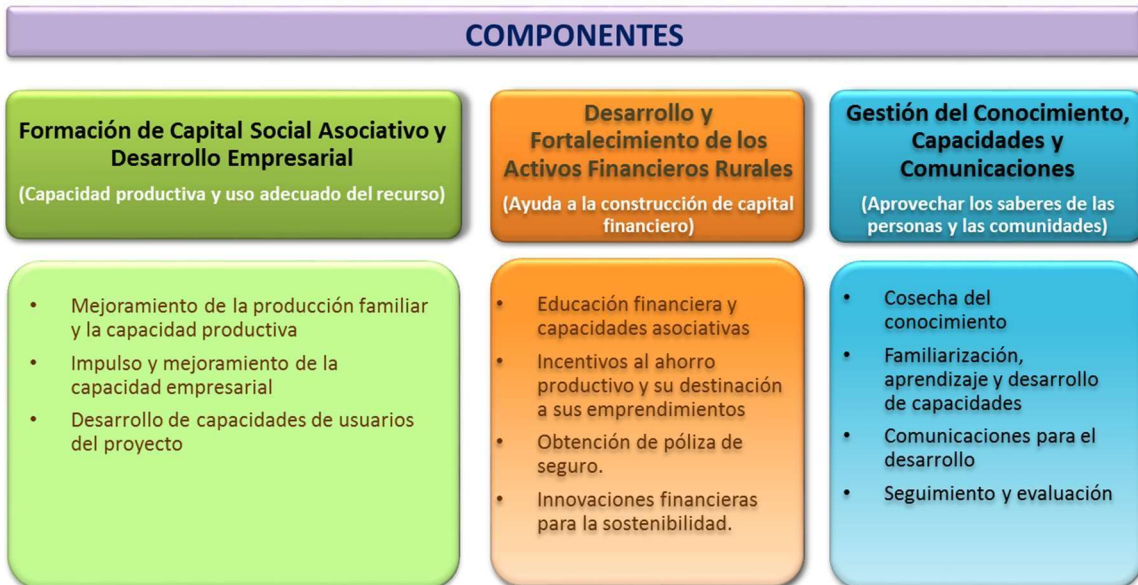 COMPONENTES
Formación de Capital Social Asociativo y
Desarrollo Empresarial
(Capacidad productiva y uso adecuado del recurso)
Desarrollo y
Fortalecimiento de los
Activos Financieros Rurales
(Ayuda a la construcción de capital
financiero)
Gestión del Conocimiento,
Capacidades y
Comunicaciones
(Aprovechar los saberes de las
personas y las comunidades)
• Mejoramiento de la producción familiar
y la capacidad productiva
• Impulso y mejoramiento de la
capacidad empresarial
• Desarrollo de capacidades de usuarios
del proyecto
• Educación financiera y
capacidades asociativas
• Incentivos al ahorro
productivo y su destinación
a sus emprendimientos
• Obtención de póliza de
seguro.
• Innovaciones financieras
para la sostenibilidad.
• Cosecha del
conocimiento
• Familiarización,
aprendizaje y desarrollo
de capacidades
• Comunicaciones para el
desarrollo
• Seguimiento y evaluación